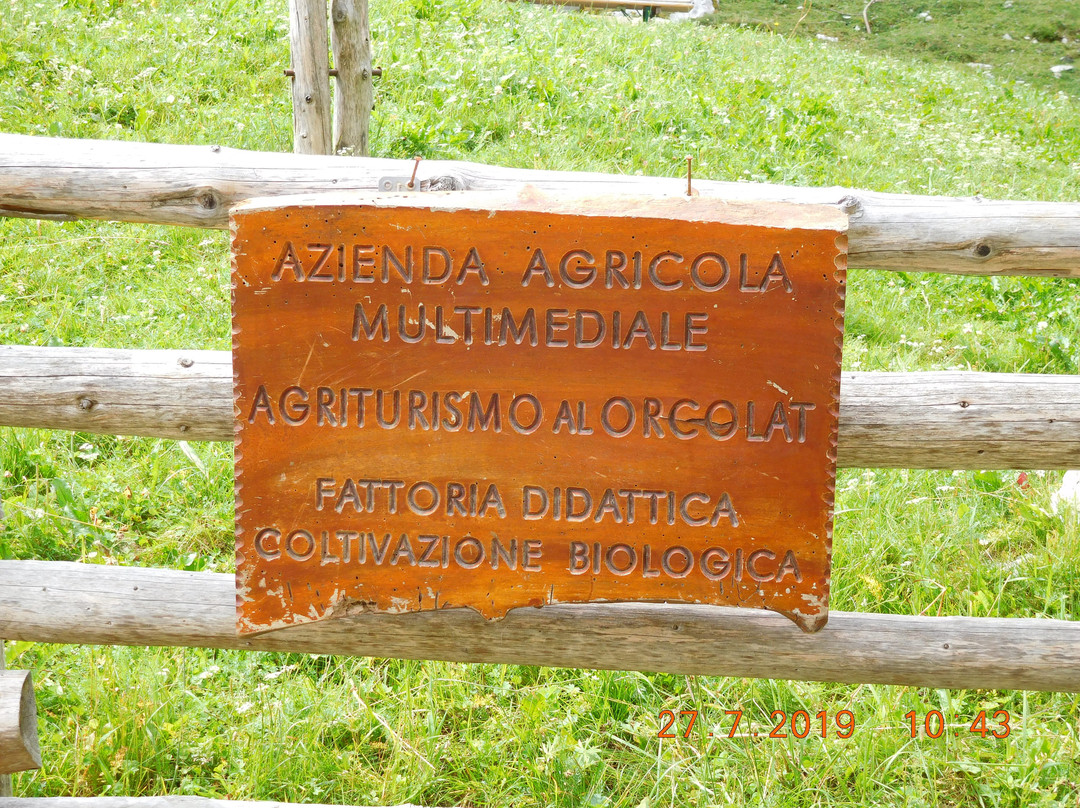 AZIENDA AGRICOLA
MULTIMEDIALE
AGRITURISMO AL ORCOLAT
FATTORIA DIDATTICA
COLTIVAZIONE BIOLOGICA
27.7.2019 10 43